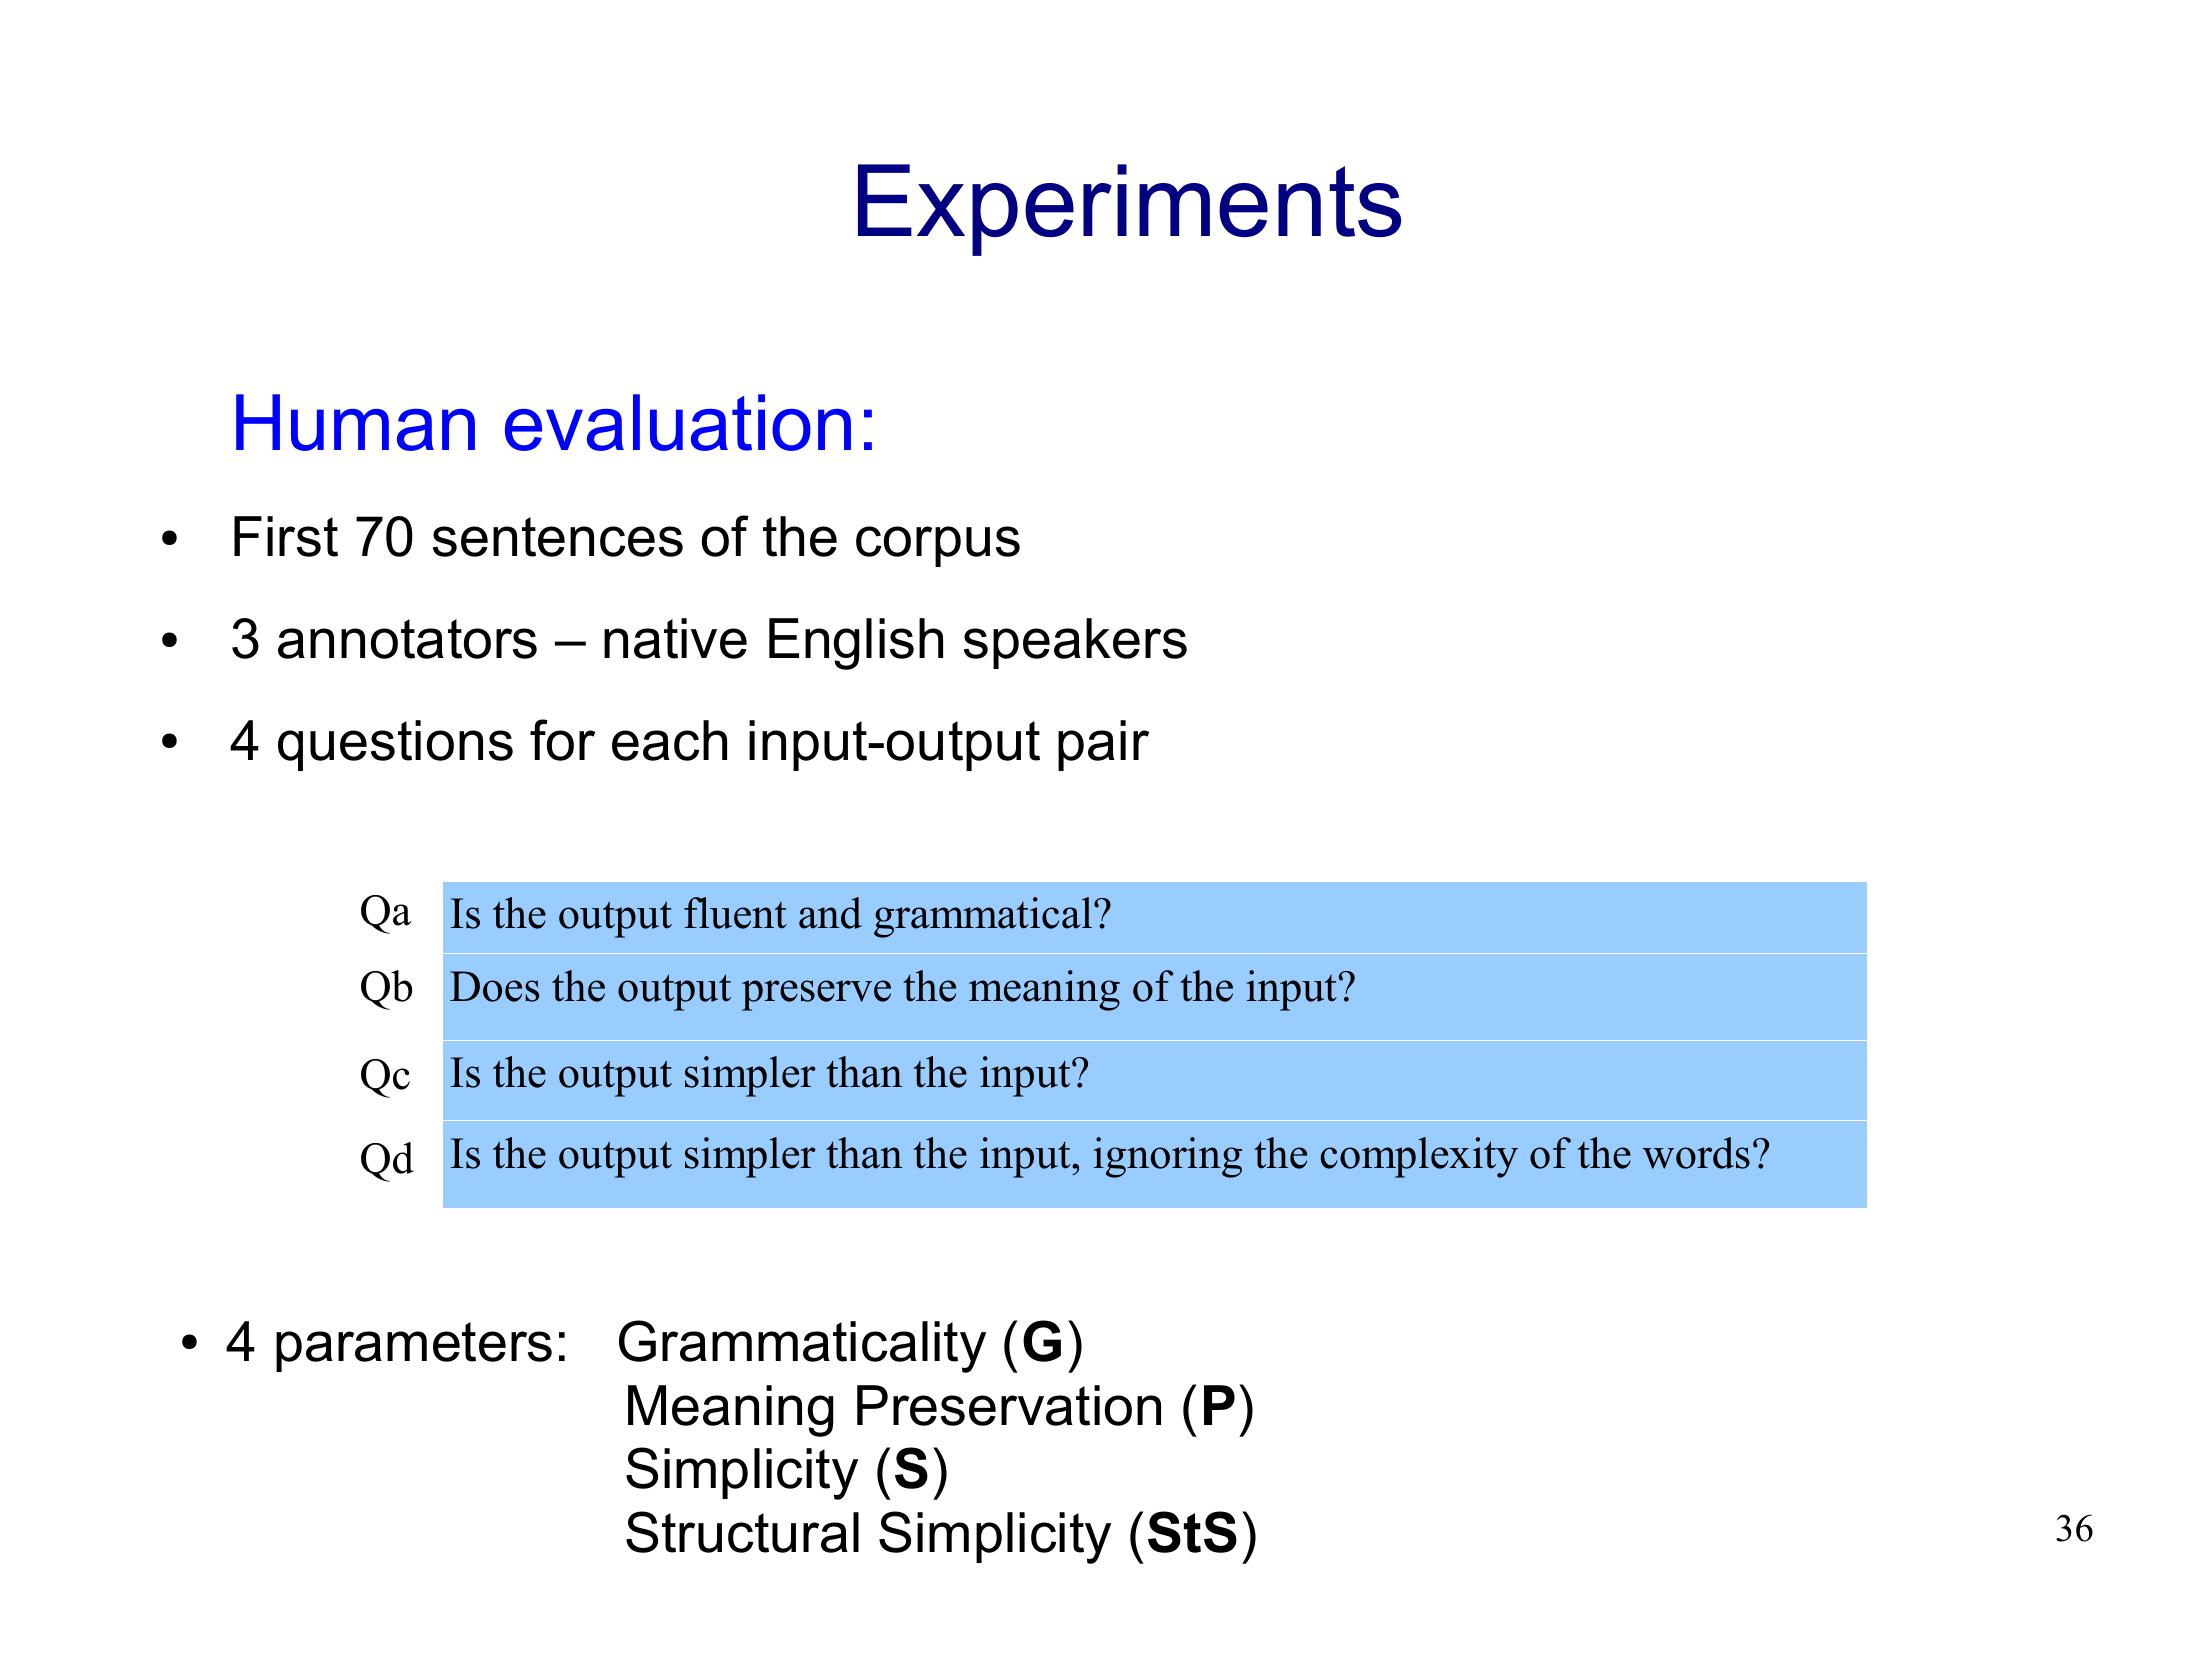 Experiments
Human evaluation:
• First 70 sentences of the corpus
• 3 annotators – native English speakers
• 4 questions for each input-output pair
Qa Is the output fluent and grammatical?
Qb Does the output preserve the meaning of the input?
Qc Is the output simpler than the input?
Qd Is the output simpler than the input, ignoring the complexity of the words?
• 4 parameters: Grammaticality (G)
Meaning Preservation (P)
Simplicity (S)
Structural Simplicity (StS)
36